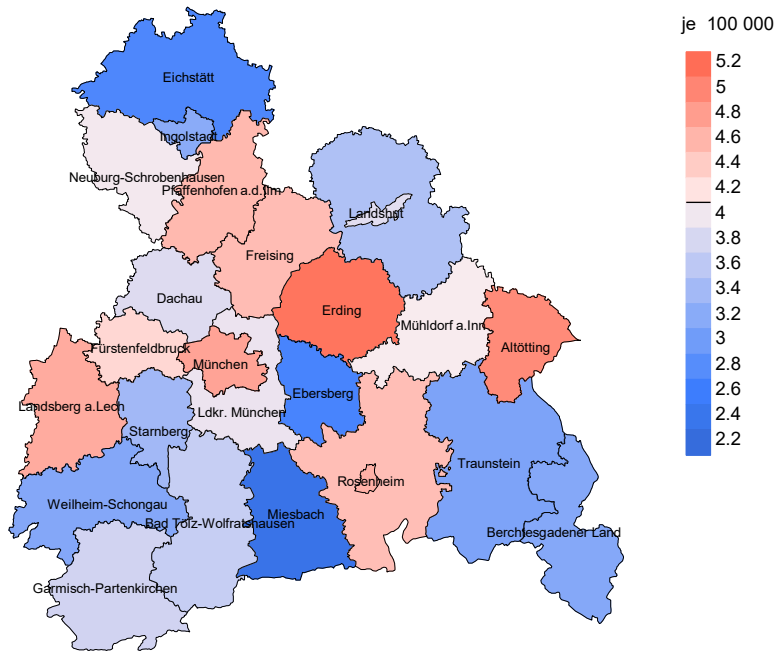 je 100 000
5.2
5
4.8
4.6
4.4
4.2
4
3.8
3.6
3.4
3.2
3
2.8
2.6
2.4
2.2
Eichstätt
Ingolstadt
Neuburg-Schrobenhausen
Pfaffenhofen a.d.Ilm
Landshut
Freising
Dachau
Erding
Mühldorf a.Inn
Altötting
Fürstenfeldbruck
München
Ebersberg
Landsberg a.Lech
Ldkr. München
Starnberg
Traunstein
Rosenheim
Weilheim-Schongau
Miesbach
Bad Tölz-Wolfratshausen
Berchtesgadener Land
Garmisch-Partenkirchen